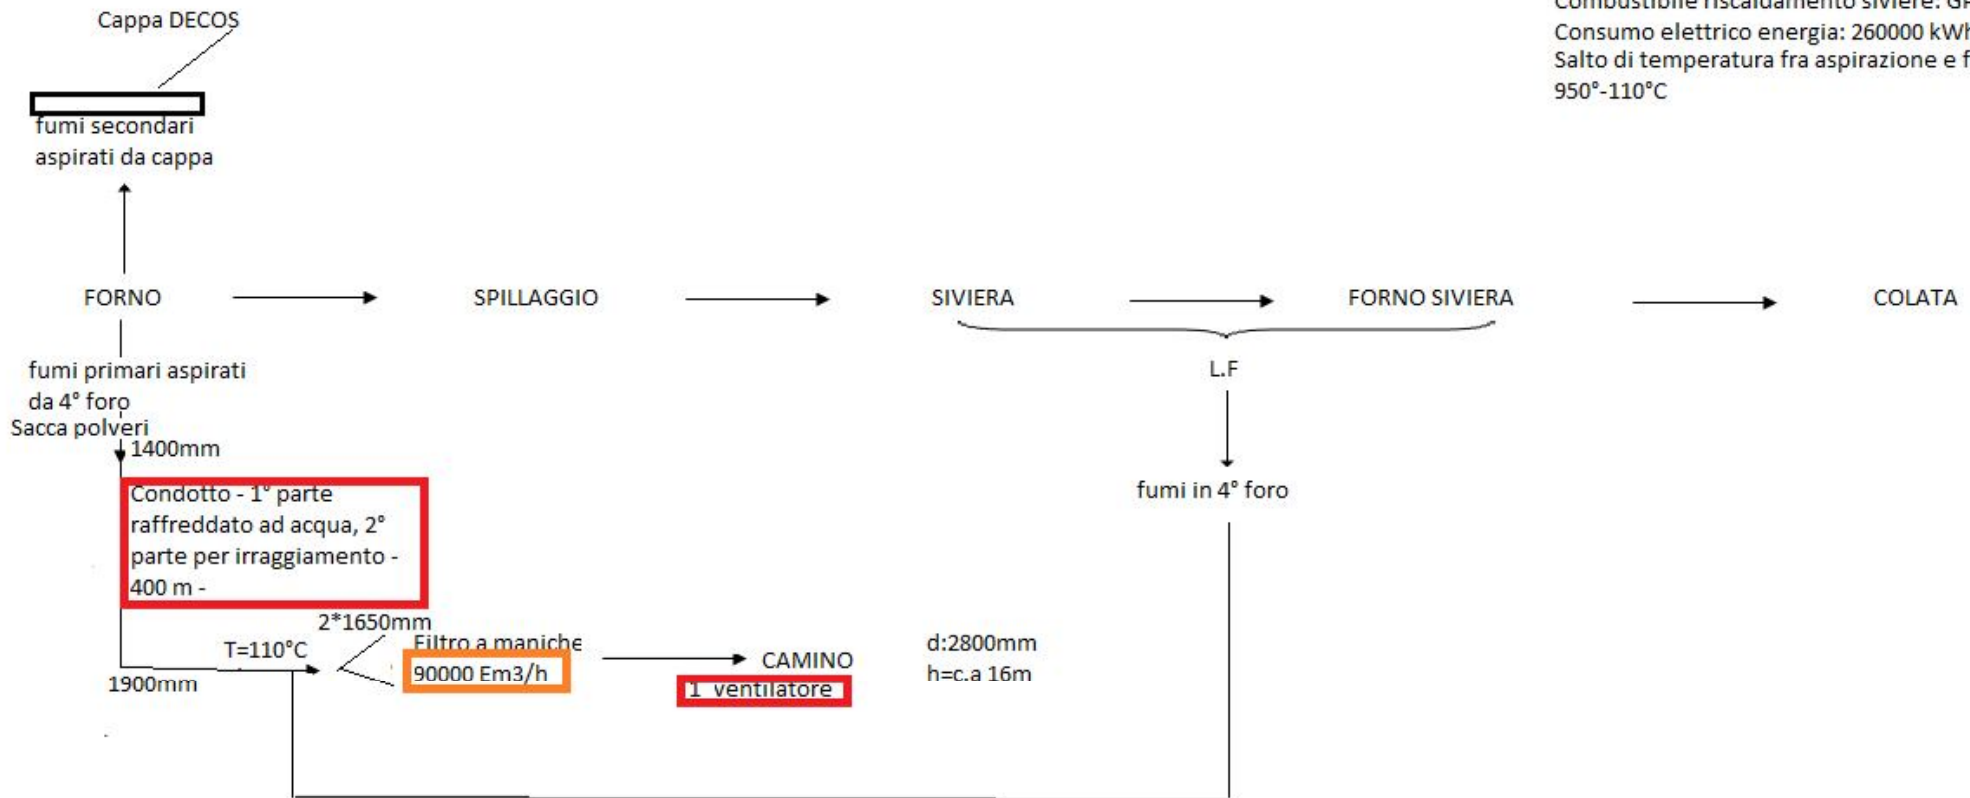 Cappa DECOS
Combustibile riscaldamento siviere:
Consumo elettrico energia: 260000
Salto di temperatura fra aspirazione e
950°-110°C
fumi secondari
aspirati da cappa
FORNO
SPILLAGGIO
SIVIERA
FORNO SIVIERA
COLATA
fumi primari aspirati
da 4° foro
Sacca polveri
1400mm
L.F
fumi in 4° foro
Condotto - 1° parte
raffreddato ad acqua, 2°
parte per irraggiamento -
400 m -
2*1650mm
T=110°C
1900mm
Filtro a maniche
90000 Em3/h
CAMINO
1 ventilatore
d:2800mm
h=c.a 16m